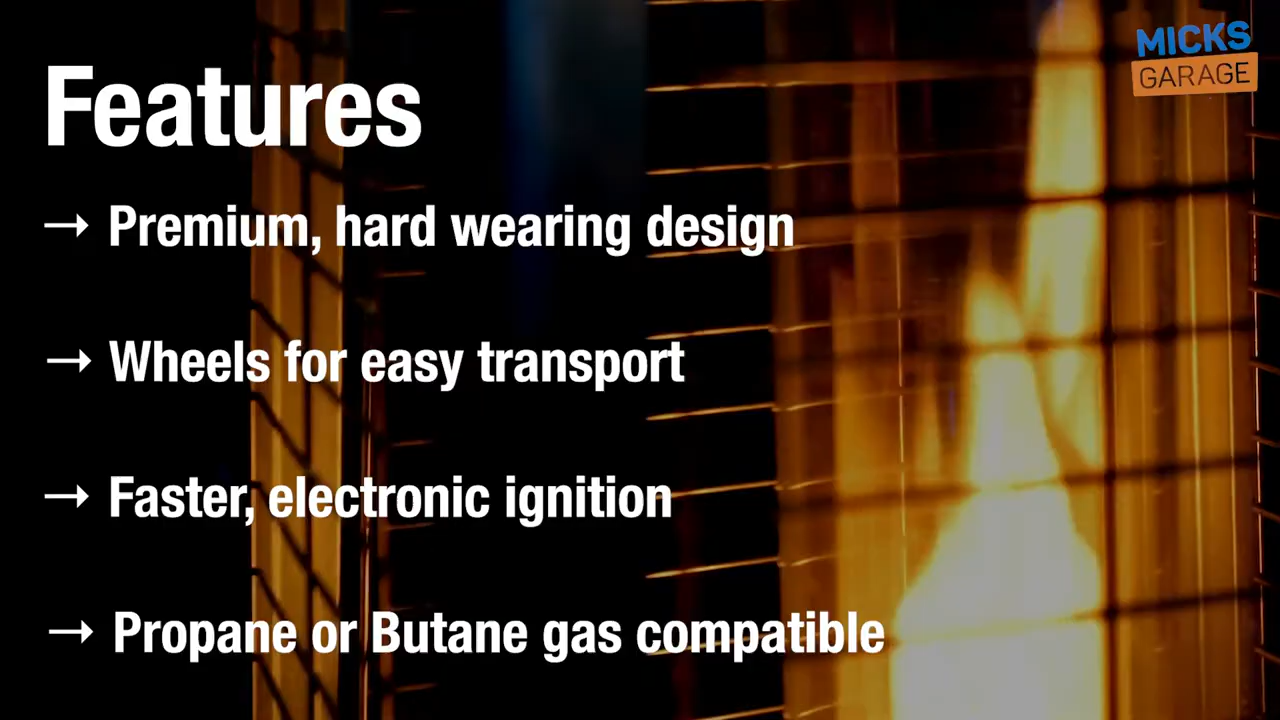 MICKS
GARAGE
Features
→ Premium, hard wearing design
→ Wheels for easy transport
→ Faster, electronic ignition
→ Propane or Butane gas compatible